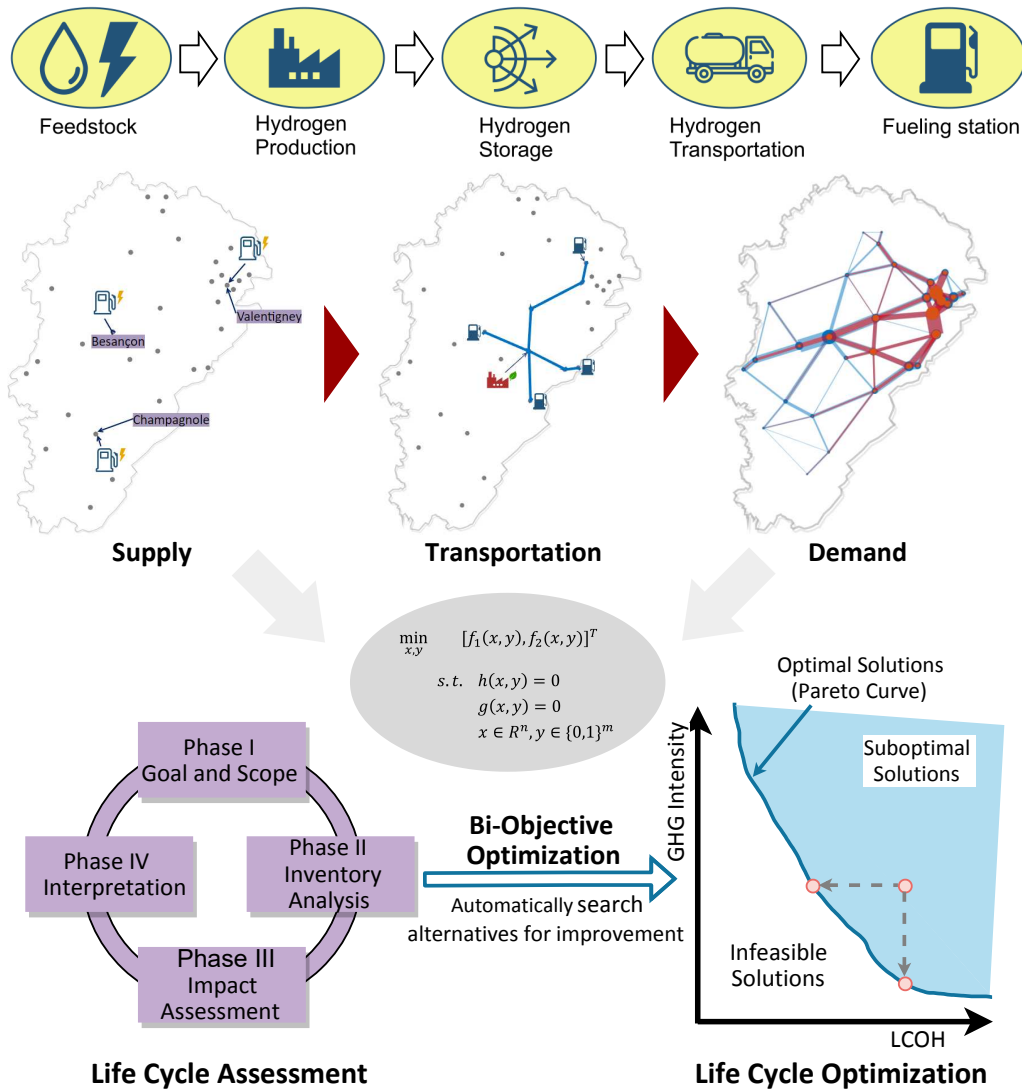 Feedstock
Hydrogen
Production
Hydrogen
Storage
Hydrogen
Transportation
Fueling station
Valentigney
Besançon
Champagnole
Supply
Transportation
Demand
min [f₁(x, y), f₂(x, y)]ᵀ
x,y
s.t. h(x, y) = 0
g(x, y) = 0
x ∈ Rⁿ, y ∈ {0,1}ᵐ
Phase I
Goal and Scope
Phase II
Inventory
Analysis
Phase III
Impact
Assessment
Phase IV
Interpretation
Life Cycle Assessment
Bi-Objective
Optimization
Automatically search
alternatives for improvement
Optimal Solutions
(Pareto Curve)
Suboptimal
Solutions
GHG Intensity
Infeasible
Solutions
LCOH
Life Cycle Optimization